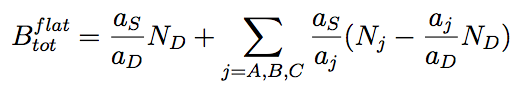 $B_{tot}^{flat} = \frac{a_S}{a_D} N_D + \sum_{j=A,B,C} \frac{a_S}{a_j} (N_j - \frac{a_j}{a_D} N_D)$